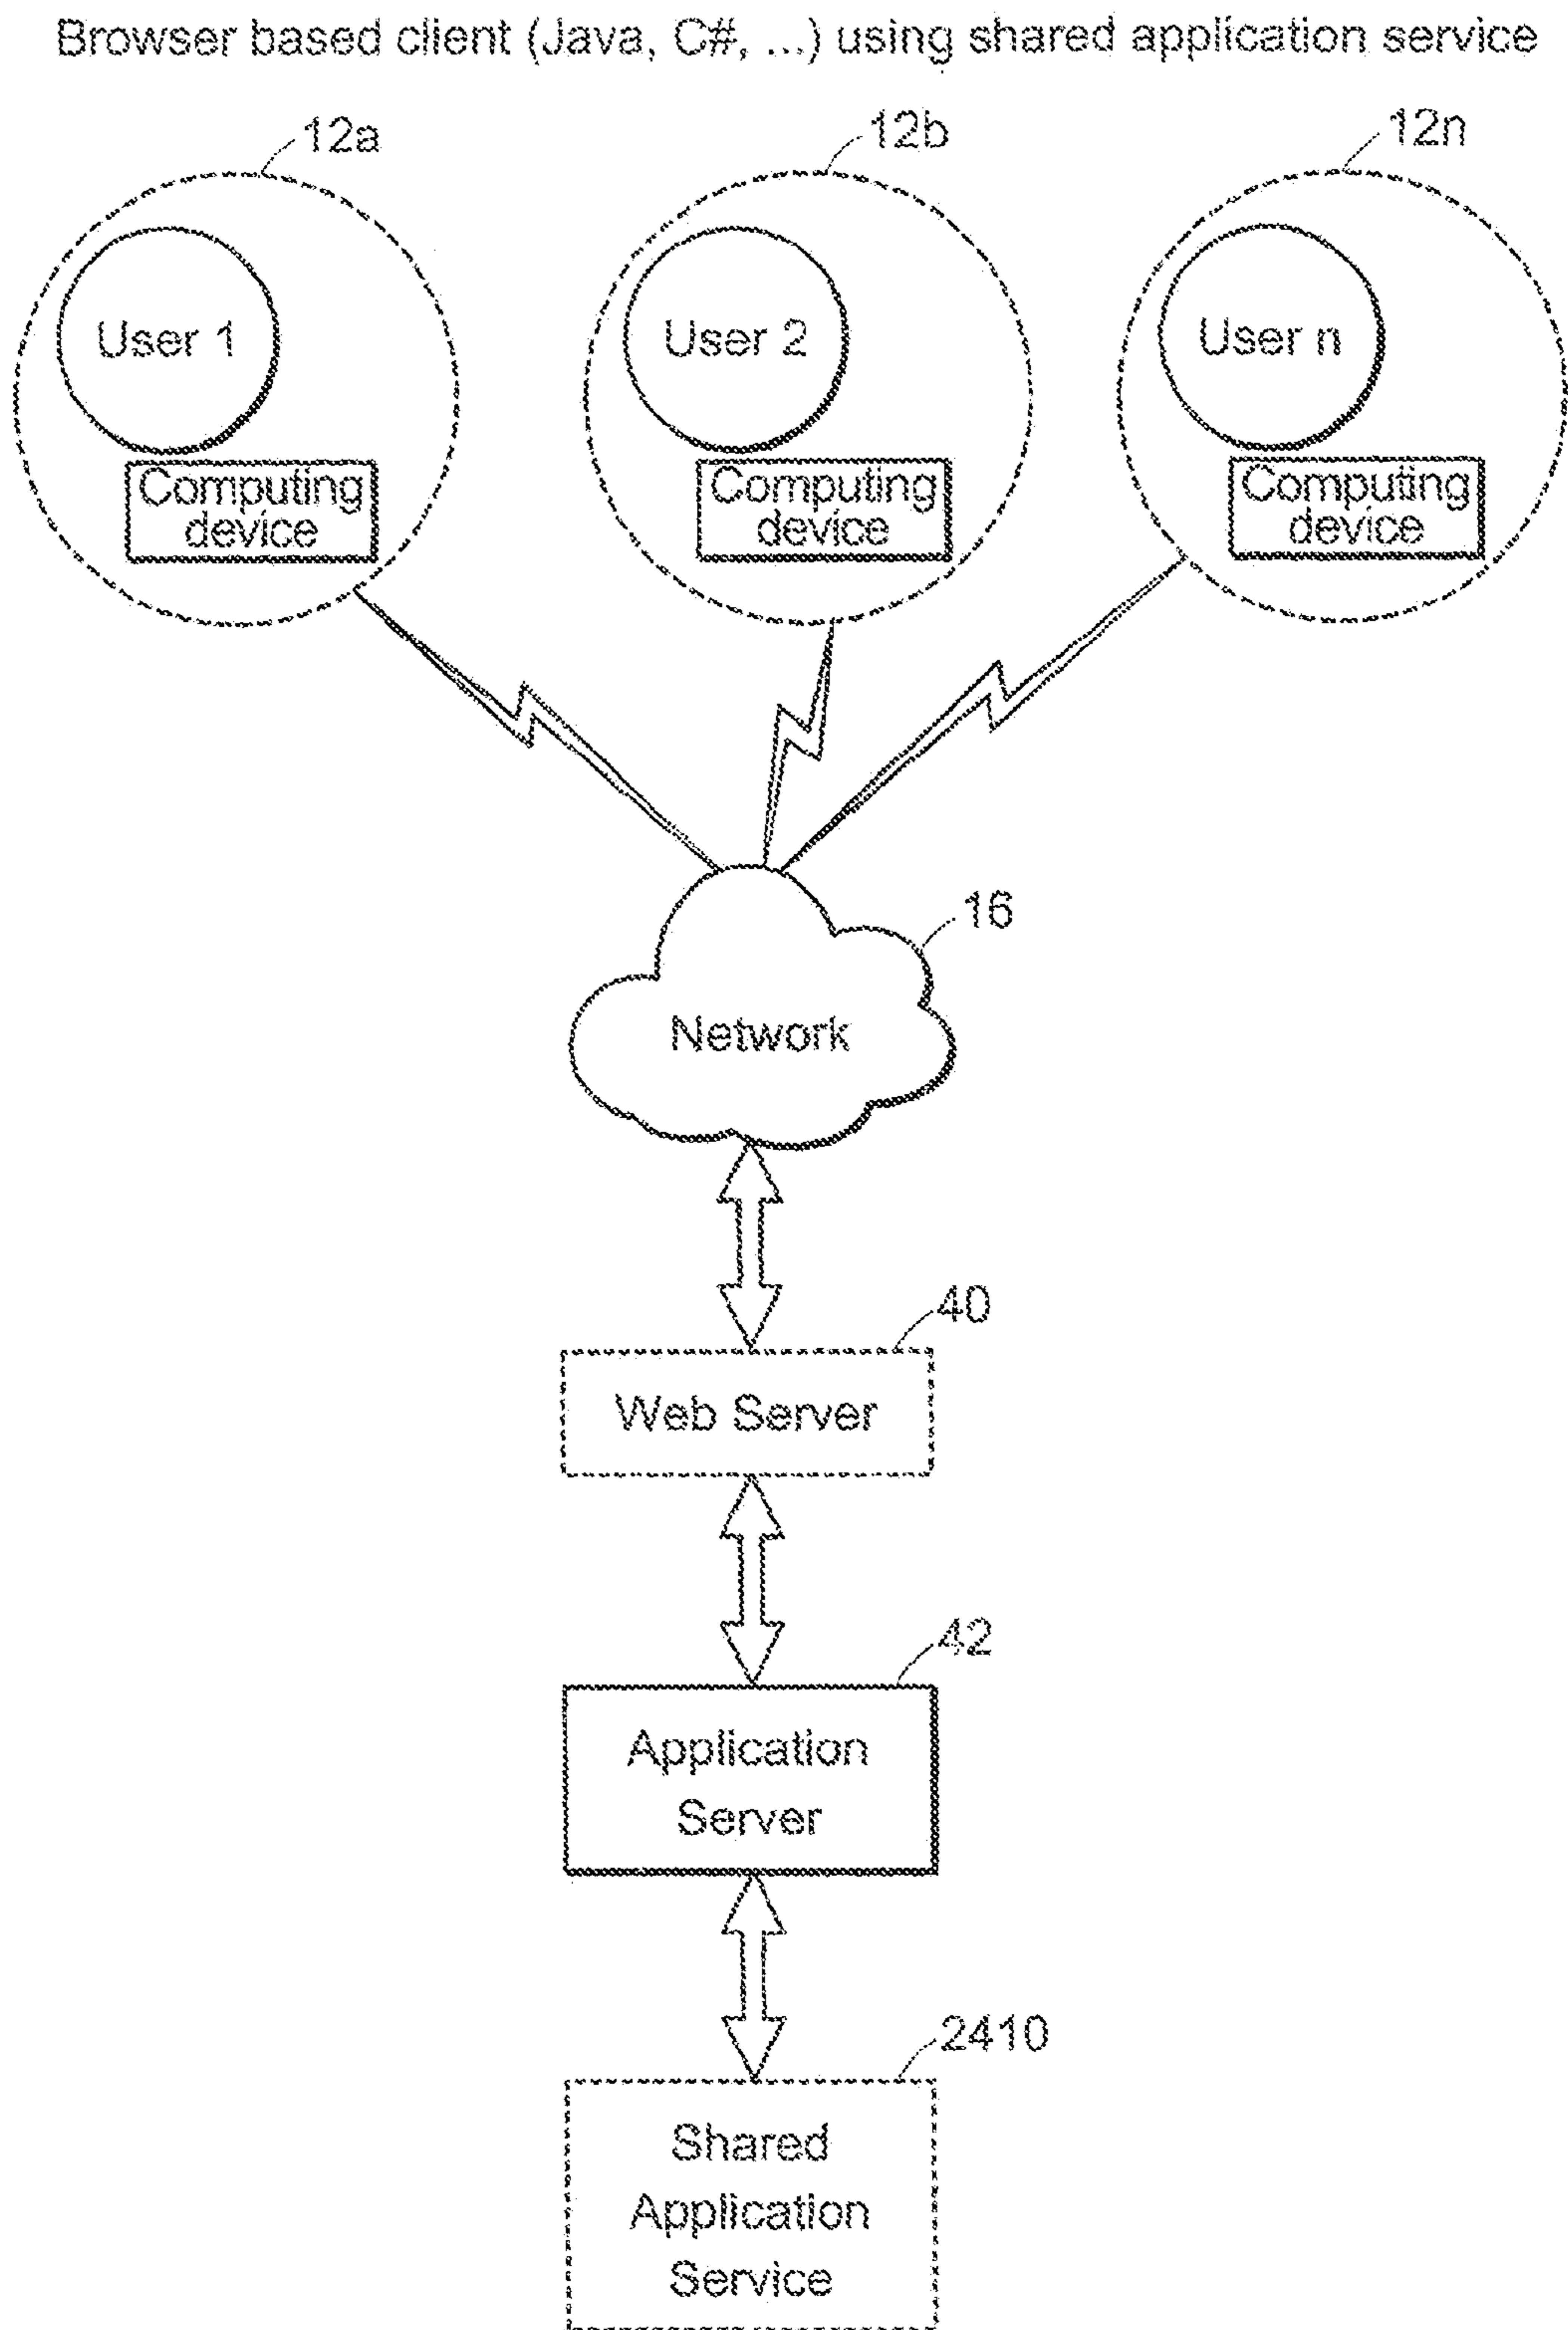 Browser based client (Java, C#, ...) using shared application service
12a
12b
12n
User 1
User 2
User n
Computing
device
Computing
device
Computing
device
16
Network
40
Web Server
42
Application
Server
2410
Shared
Application
Service